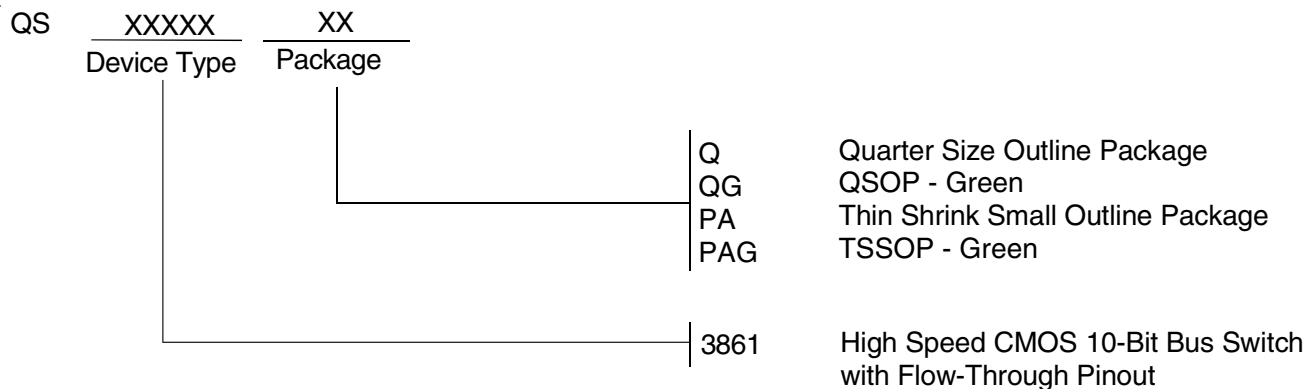 QS XXXXX XX
Device Type Package
Q Quarter Size Outline Package
QG QSOP - Green
PA Thin Shrink Small Outline Package
PAG TSSOP - Green
3861 High Speed CMOS 10-Bit Bus Switch
with Flow-Through Pinout